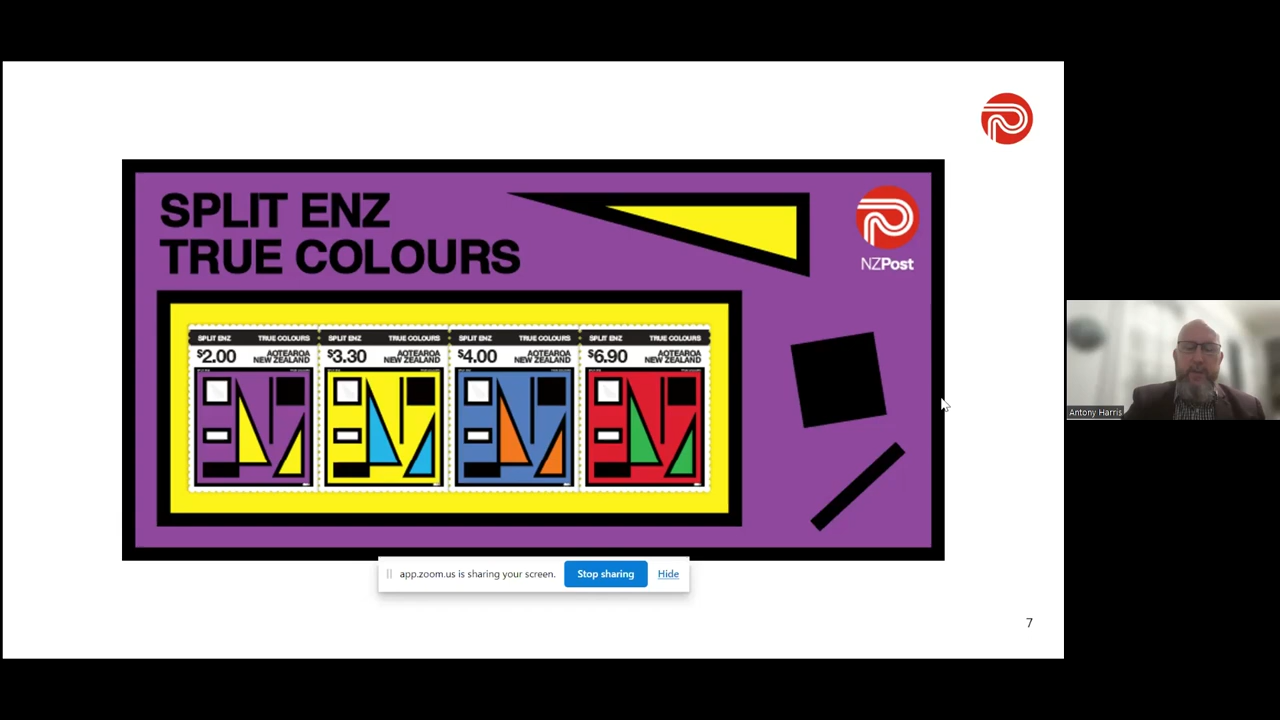 SPLIT ENZ
TRUE COLOURS
NZPost
SPLIT ENZ TRUE COLOURS SPLIT ENZ TRUE COLOURS SPLIT ENZ TRUE COLOURS SPLIT ENZ TRUE COLOURS
$2.00 AOTEAROA NEW ZEALAND
$3.30 AOTEAROA NEW ZEALAND
$4.00 AOTEAROA NEW ZEALAND
$6.90 AOTEAROA NEW ZEALAND
Antony Harris
app.zoom.us is sharing your screen. Stop sharing Hide
7